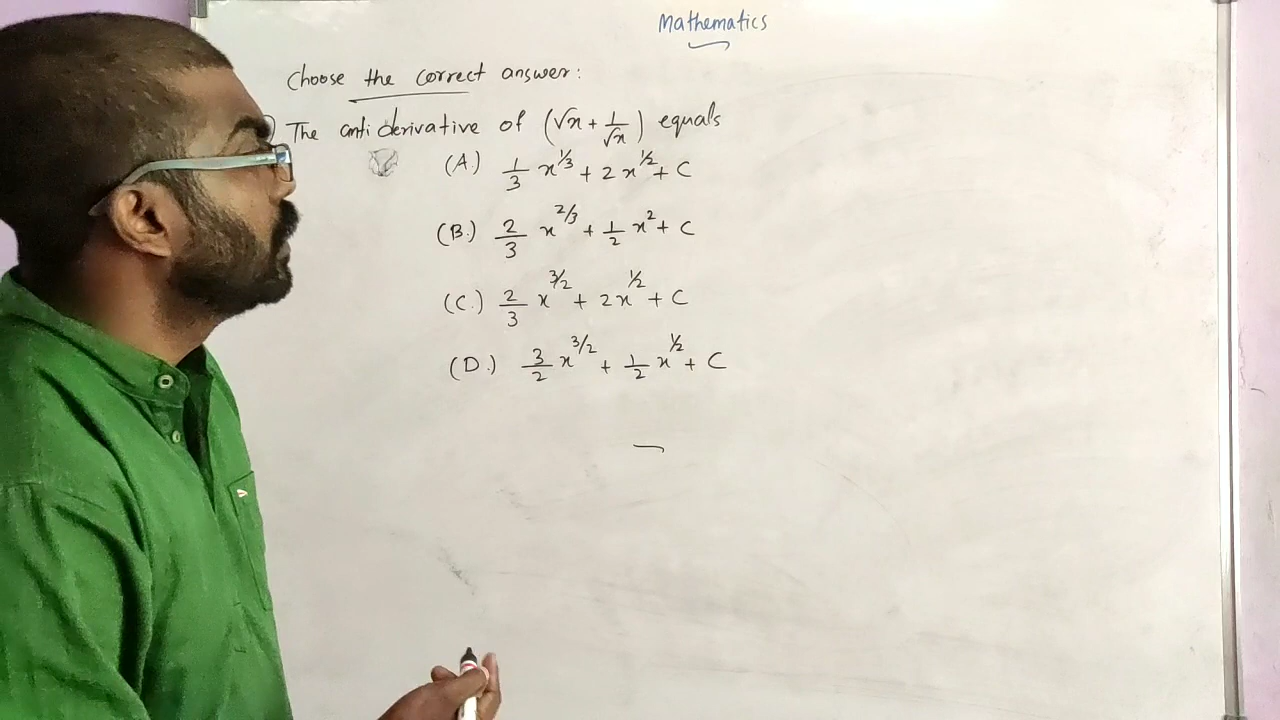 Mathematics
Choose the correct answer:
) The anti derivative of (√x + 1/√x) equals
(A.) 1/3 x^1/3 + 2x^1/2 + C
(B.) 2/3 x^2/3 + 1/2 x^2 + C
(C.) 2/3 x^3/2 + 2x^1/2 + C
(D.) 3/2 x^3/2 + 1/2 x^1/2 + C